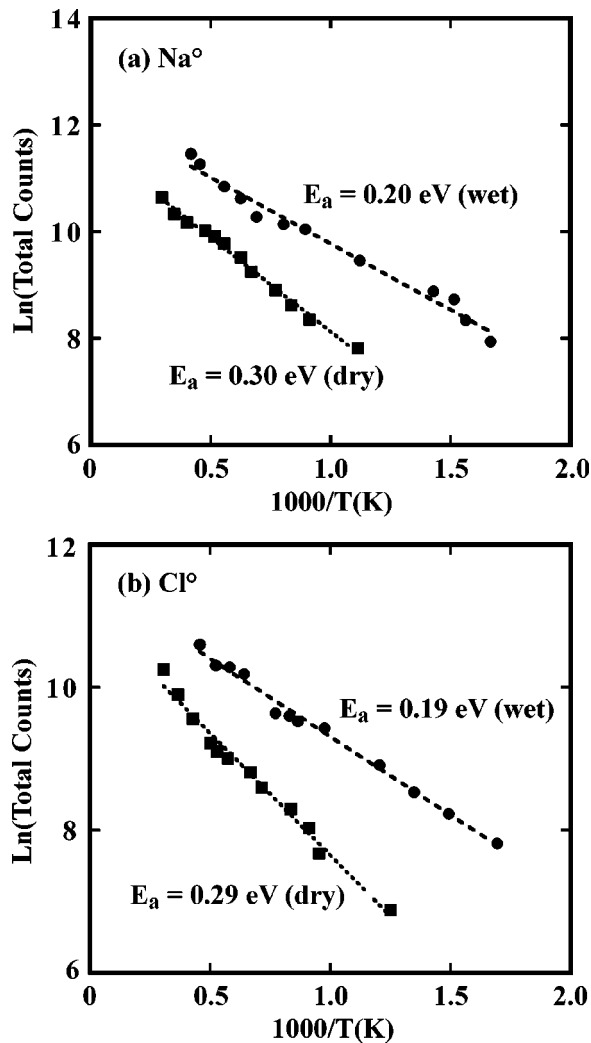 14
(a) Na°
12
Ln(Total Counts)
E_a = 0.20 eV (wet)
10
8
E_a = 0.30 eV (dry)
6
0 0.5 1.0 1.5 2.0
1000/T(K)
12
(b) Cl°
Ln(Total Counts)
10
E_a = 0.19 eV (wet)
8
E_a = 0.29 eV (dry)
6
0 0.5 1.0 1.5 2.0
1000/T(K)